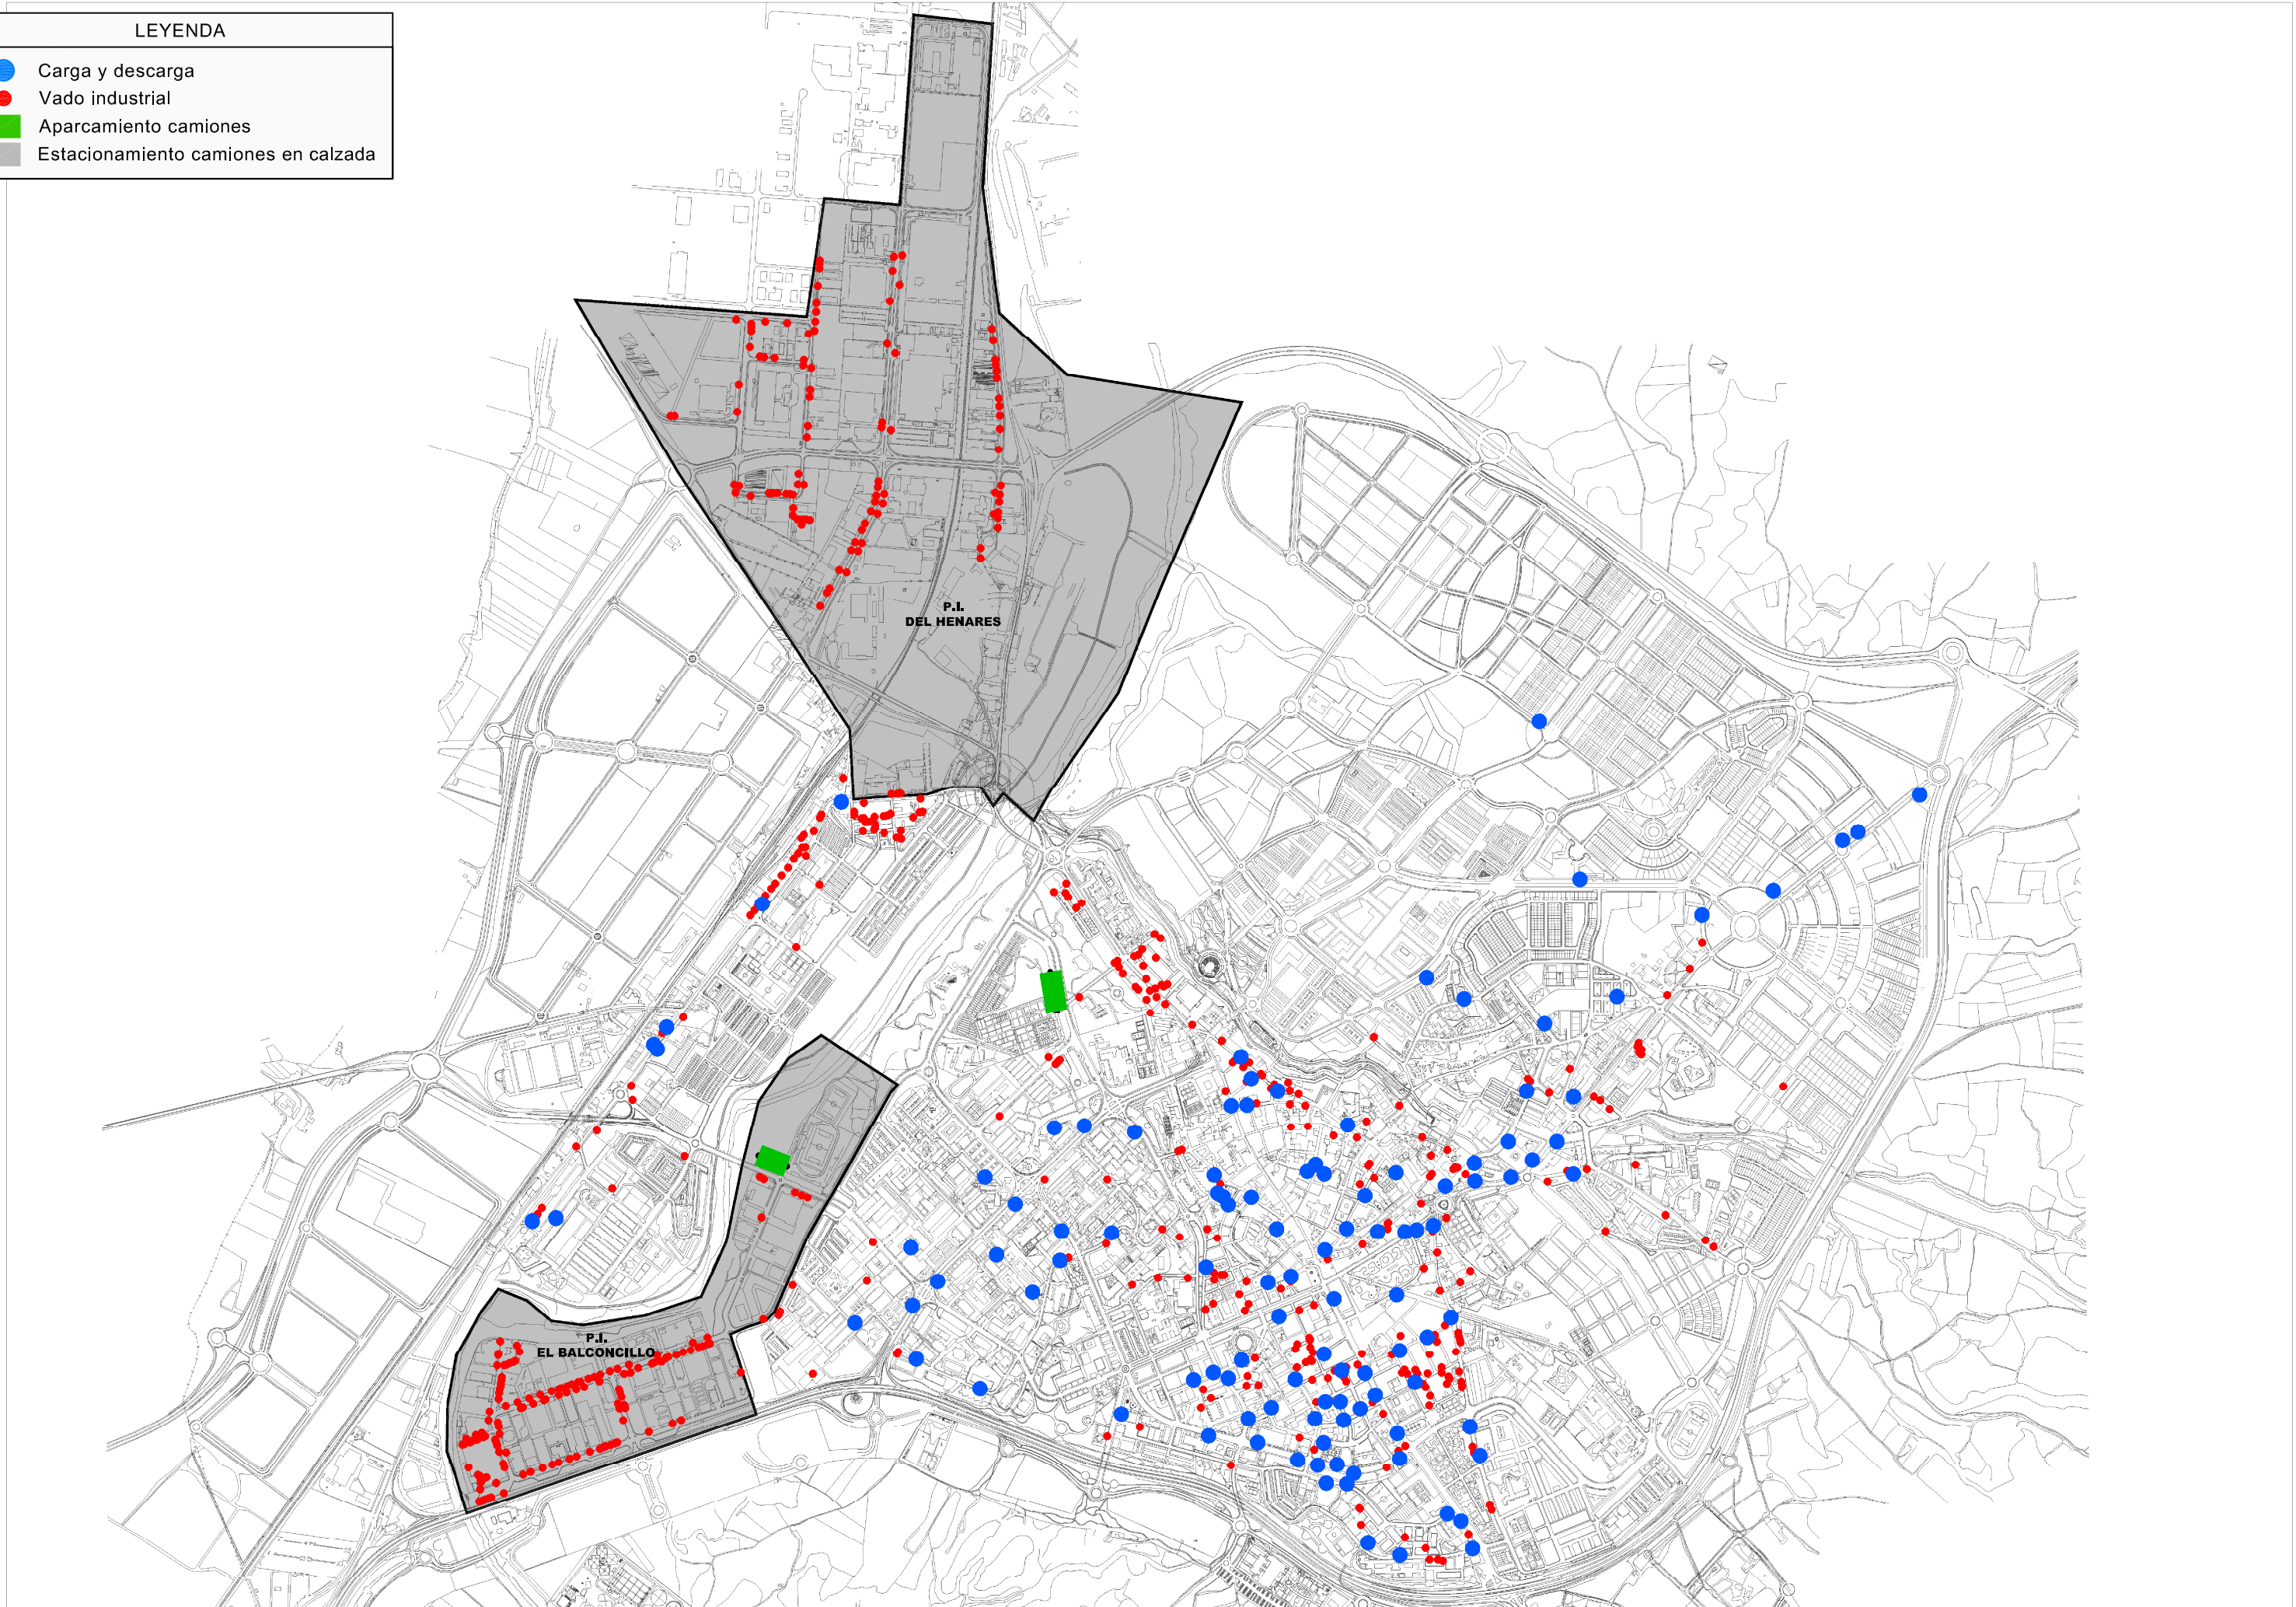 LEYENDA
Carga y descarga
Vado industrial
Aparcamiento camiones
Estacionamiento camiones en calzada
P.I.
DEL HENARES
P.I.
EL BALCONCILLO